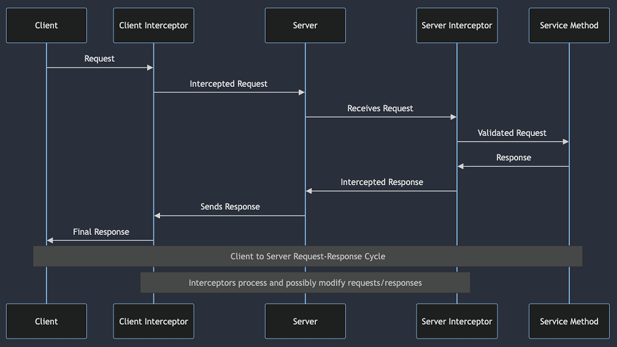 Client
Client Interceptor
Server
Server Interceptor
Service Method
Request
Intercepted Request
Receives Request
Validated Request
Response
Intercepted Response
Sends Response
Final Response
Client to Server Request-Response Cycle
Interceptors process and possibly modify requests/responses
Client
Client Interceptor
Server
Server Interceptor
Service Method